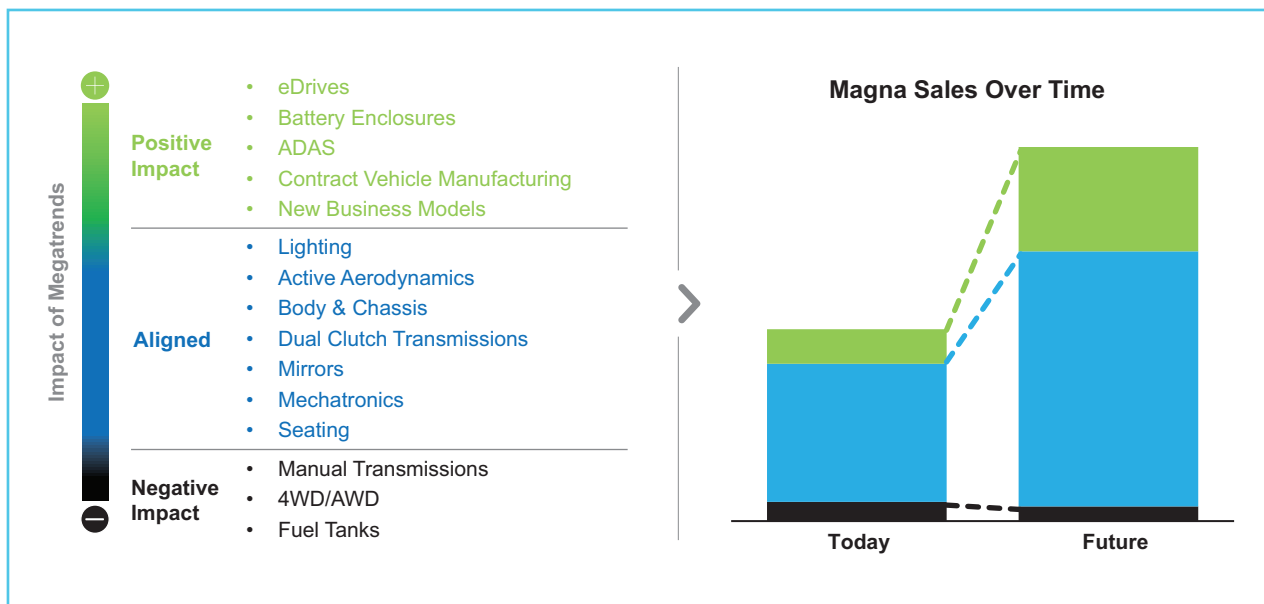 Impact of Megatrends
Positive
Impact
• eDrives
• Battery Enclosures
• ADAS
• Contract Vehicle Manufacturing
• New Business Models
Aligned
• Lighting
• Active Aerodynamics
• Body & Chassis
• Dual Clutch Transmissions
• Mirrors
• Mechatronics
• Seating
Negative
Impact
• Manual Transmissions
• 4WD/AWD
• Fuel Tanks
Magna Sales Over Time
Today
Future